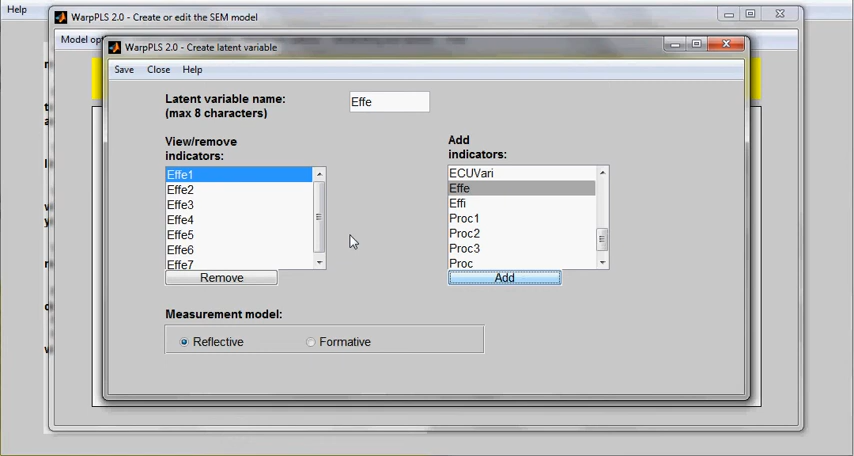 Help
WarpPLS 2.0 - Create or edit the SEM model
Model op
WarpPLS 2.0 - Create latent variable
Save Close Help
Latent variable name:
(max 8 characters)
Effe
View/remove
indicators:
Effe1
Effe2
Effe3
Effe4
Effe5
Effe6
Effe7
Remove
Add
indicators:
ECUVari
Effe
Effi
Proc1
Proc2
Proc3
Proc
Add
Measurement model:
Reflective Formative